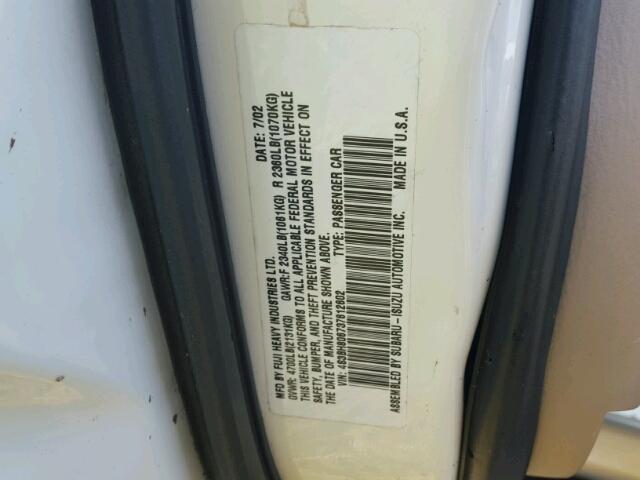 MFD BY FUJI HEAVY INDUSTRIES LTD. DATE: 7/02
GVWR: 4700LB(2131KG) GAWR:F 2340LB(1061KG) R 2360LB(1070KG)
THIS VEHICLE CONFORMS TO ALL APPLICABLE FEDERAL MOTOR VEHICLE
SAFETY, BUMPER, AND THEFT PREVENTION STANDARDS IN EFFECT ON
THE DATE OF MANUFACTURE SHOWN ABOVE.
VIN: 4S3BH806737612602 TYPE: PASSENGER CAR
ASSEMBLED BY SUBARU-ISUZU AUTOMOTIVE INC. MADE IN U.S.A.